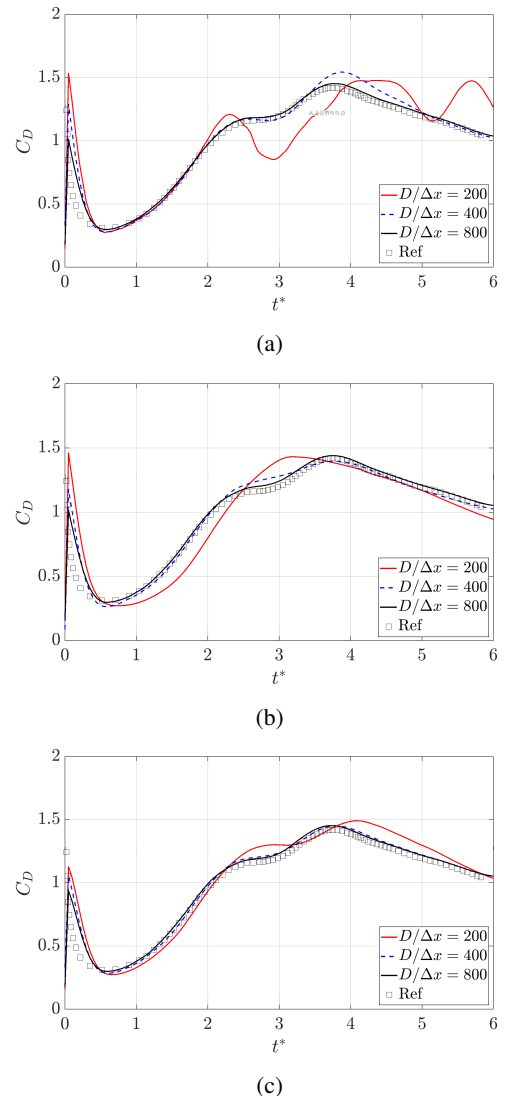 2
1.5
1
0.5
0
C_D
D/Δx = 200
D/Δx = 400
D/Δx = 800
Ref
0 1 2 3 4 5 6
t*
(a)
2
1.5
1
0.5
0
C_D
D/Δx = 200
D/Δx = 400
D/Δx = 800
Ref
0 1 2 3 4 5 6
t*
(b)
2
1.5
1
0.5
0
C_D
D/Δx = 200
D/Δx = 400
D/Δx = 800
Ref
0 1 2 3 4 5 6
t*
(c)